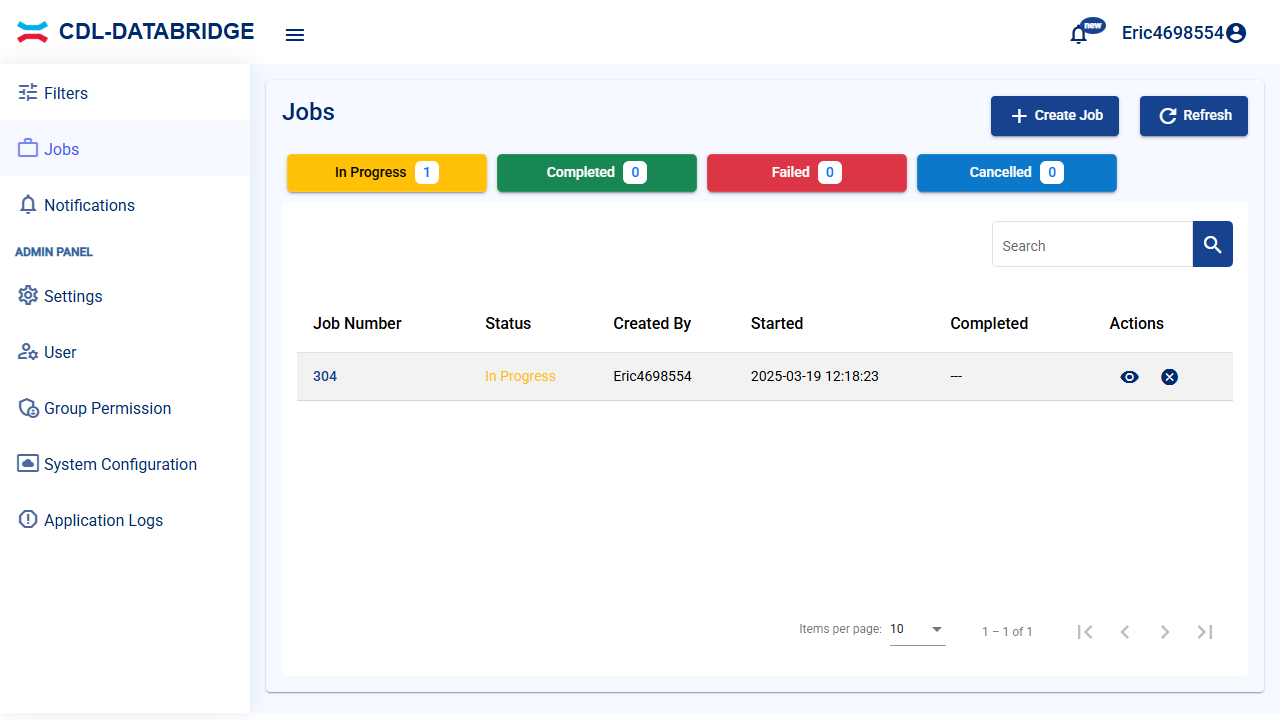 CDL-DATABRIDGE
new
Eric4698554
Filters
Jobs
Notifications
ADMIN PANEL
Settings
User
Group Permission
System Configuration
Application Logs
Jobs
Create Job
Refresh
In Progress 1
Completed 0
Failed 0
Cancelled 0
Search
Job Number Status Created By Started Completed Actions
304 In Progress Eric4698554 2025-03-19 12:18:23 ---
Items per page: 10 1 – 1 of 1